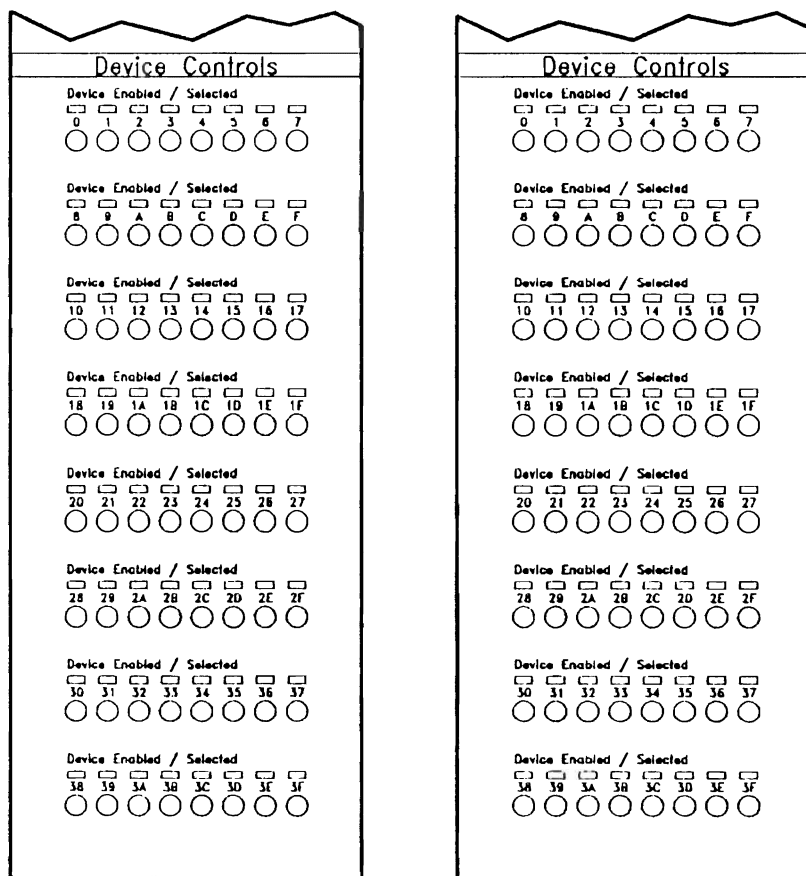 Device Controls
Device Enabled / Selected
0 1 2 3 4 5 6 7
Device Enabled / Selected
8 9 A B C D E F
Device Enabled / Selected
10 11 12 13 14 15 16 17
Device Enabled / Selected
18 19 1A 1B 1C 1D 1E 1F
Device Enabled / Selected
20 21 22 23 24 25 26 27
Device Enabled / Selected
28 29 2A 2B 2C 2D 2E 2F
Device Enabled / Selected
30 31 32 33 34 35 36 37
Device Enabled / Selected
38 39 3A 3B 3C 3D 3E 3F
Device Controls
Device Enabled / Selected
0 1 2 3 4 5 6 7
Device Enabled / Selected
8 9 A B C D E F
Device Enabled / Selected
10 11 12 13 14 15 16 17
Device Enabled / Selected
18 19 1A 1B 1C 1D 1E 1F
Device Enabled / Selected
20 21 22 23 24 25 26 27
Device Enabled / Selected
28 29 2A 2B 2C 2D 2E 2F
Device Enabled / Selected
30 31 32 33 34 35 36 37
Device Enabled / Selected
38 39 3A 3B 3C 3D 3E 3F